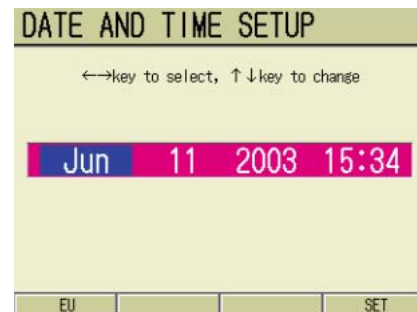 DATE AND TIME SETUP
←→key to select, ↑↓key to change
Jun 11 2003 15:34
EU SET